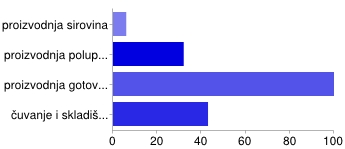 proizvodnja sirovina
proizvodnja polup...
proizvodnja gotov...
čuvanje i skladiš...
0 20 40 60 80 100